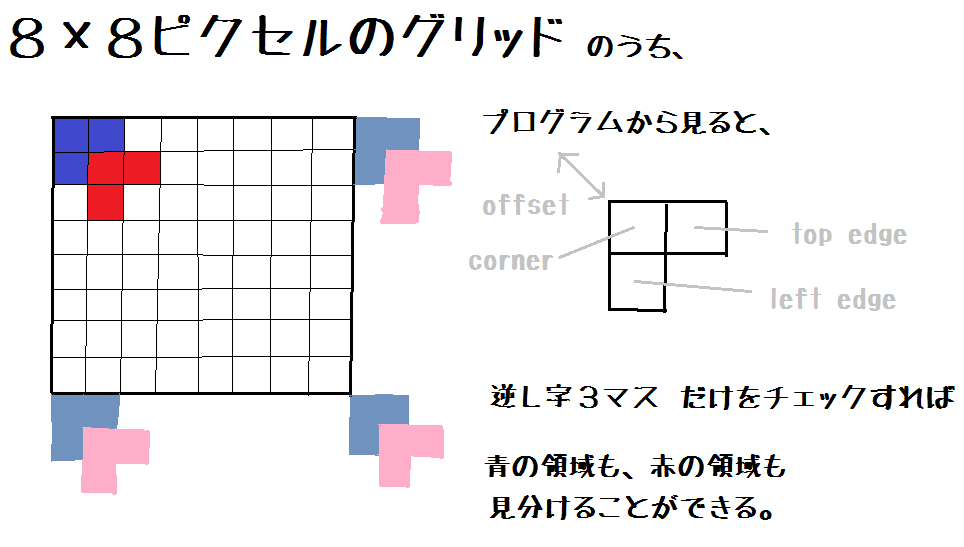 8×8ピクセルのグリッド のうち、
プログラムから見ると、
offset
corner
top edge
left edge
逆し字3マス だけをチェックすれば
青の領域も、赤の領域も
見分けることができる。